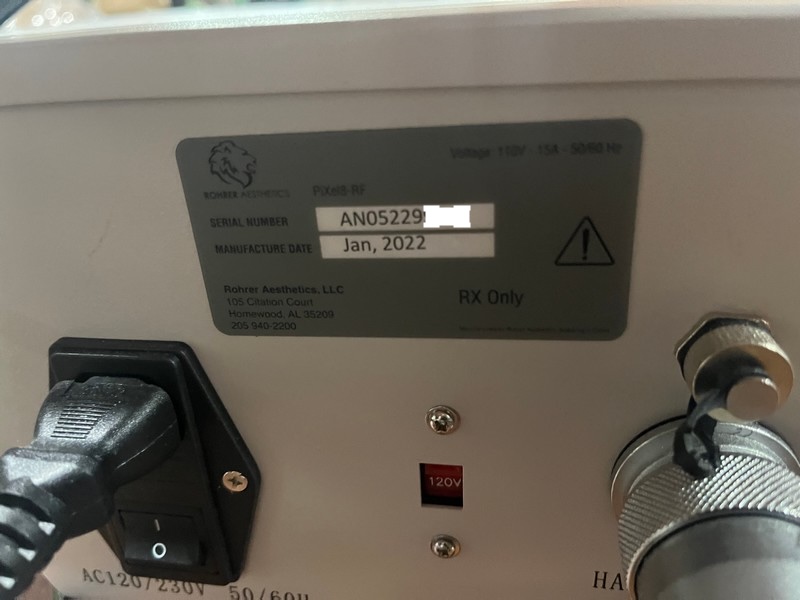 Voltage: 110V - 15A - 50/60 Hz
ROHRER AESTHETICS
PiXel8-RF
SERIAL NUMBER AN05229
MANUFACTURE DATE Jan, 2022
Rohrer Aesthetics, LLC
105 Citation Court
Homewood, AL 35209
205 940-2200
RX Only
120V
AC120/230V 50/60H
HA